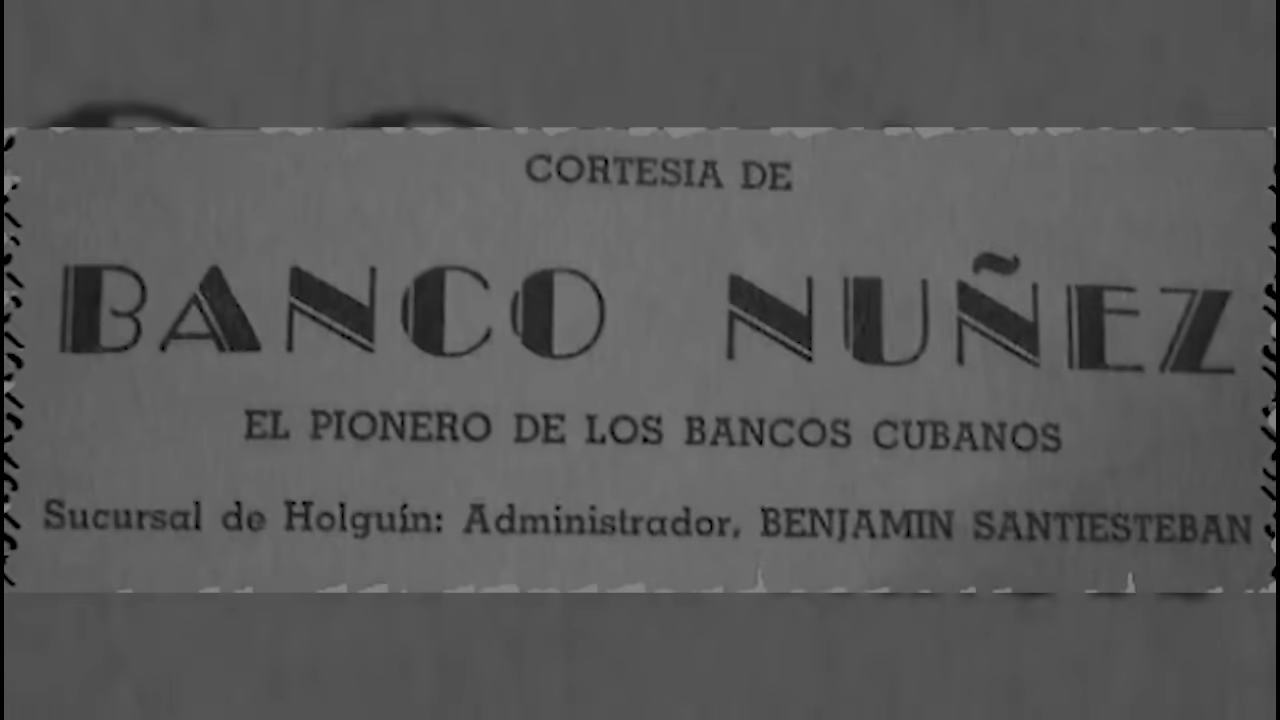 CORTESIA DE
BANCO NUÑEZ
EL PIONERO DE LOS BANCOS CUBANOS
Sucursal de Holguín: Administrador, BENJAMIN SANTIESTEBAN